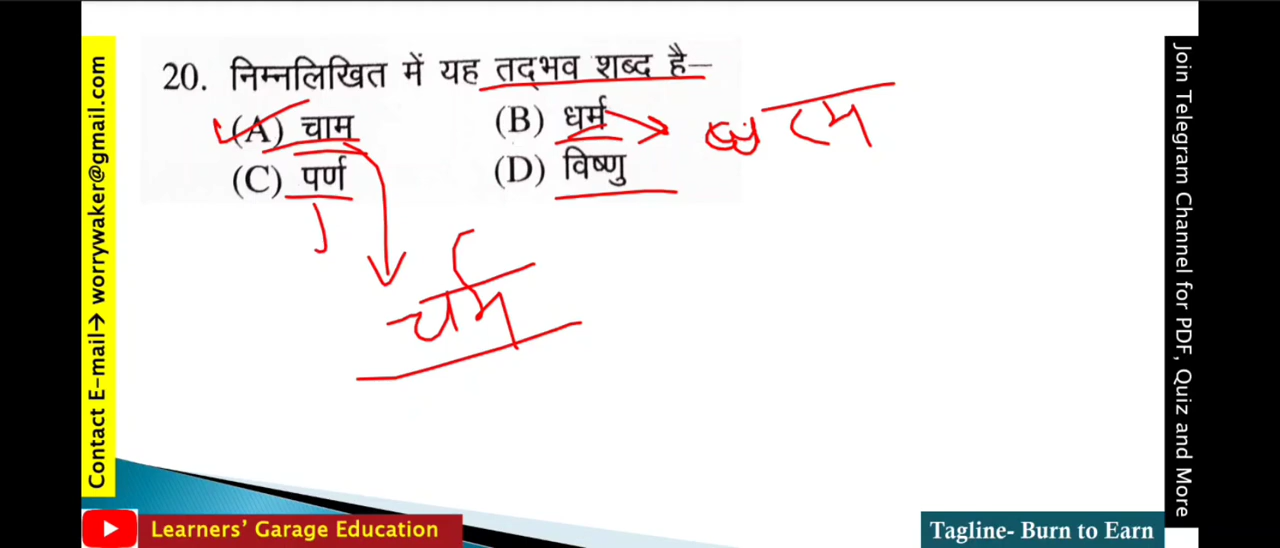 20. निम्नलिखित में यह तद्भव शब्द है–
(A) चाम (B) धर्म
(C) पर्ण (D) विष्णु
चर्म
Contact E-mail→ worrywaker@gmail.com
Join Telegram Channel for PDF, Quiz and More
Learners' Garage Education
Tagline- Burn to Earn